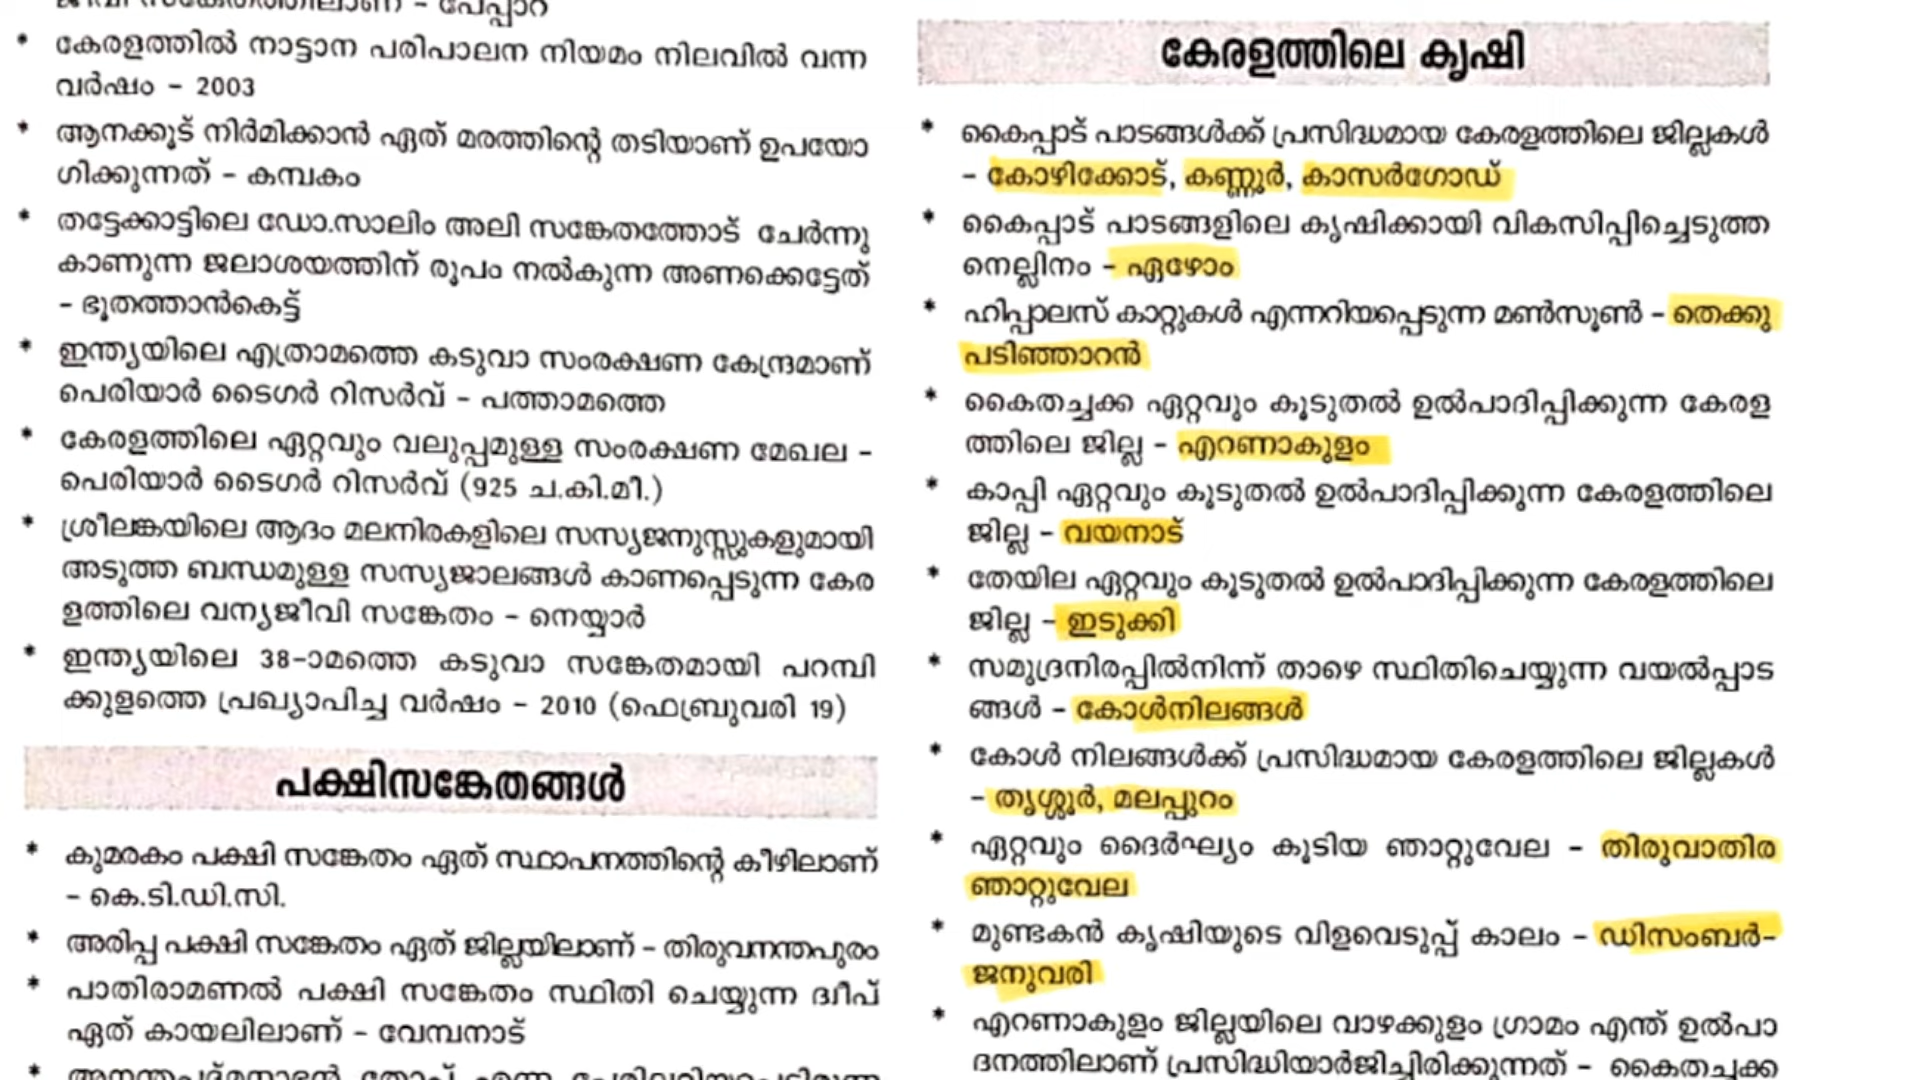 ജീവി സങ്കേതത്തിലാണ് - പേപ്പാറ
* കേരളത്തിൽ നാട്ടാന പരിപാലന നിയമം നിലവിൽ വന്ന
വർഷം - 2003
* ആനക്കൂട് നിർമിക്കാൻ ഏത് മരത്തിന്റെ തടിയാണ് ഉപയോ
ഗിക്കുന്നത് - കമ്പകം
* തട്ടേക്കാട്ടിലെ ഡോ.സാലിം അലി സങ്കേതത്തോട് ചേർന്നു
കാണുന്ന ജലാശയത്തിന് രൂപം നൽകുന്ന അണക്കെട്ടേത്
- ഭൂതത്താൻകെട്ട്
* ഇന്ത്യയിലെ എത്രാമത്തെ കടുവാ സംരക്ഷണ കേന്ദ്രമാണ്
പെരിയാർ ടൈഗർ റിസർവ് - പത്താമത്തെ
* കേരളത്തിലെ ഏറ്റവും വലുപ്പമുള്ള സംരക്ഷണ മേഖല -
പെരിയാർ ടൈഗർ റിസർവ് (925 ച.കി.മീ.)
* ശ്രീലങ്കയിലെ ആദം മലനിരകളിലെ സസ്യജനുസ്സുകളുമായി
അടുത്ത ബന്ധമുള്ള സസ്യജാലങ്ങൾ കാണപ്പെടുന്ന കേര
ളത്തിലെ വന്യജീവി സങ്കേതം - നെയ്യാർ
* ഇന്ത്യയിലെ 38-ാമത്തെ കടുവാ സങ്കേതമായി പറമ്പി
ക്കുളത്തെ പ്രഖ്യാപിച്ച വർഷം - 2010 (ഫെബ്രുവരി 19)
പക്ഷിസങ്കേതങ്ങൾ
* കുമരകം പക്ഷി സങ്കേതം ഏത് സ്ഥാപനത്തിന്റെ കീഴിലാണ്
- കെ.ടി.ഡി.സി.
* അരിപ്പ പക്ഷി സങ്കേതം ഏത് ജില്ലയിലാണ് - തിരുവനന്തപുരം
* പാതിരാമണൽ പക്ഷി സങ്കേതം സ്ഥിതി ചെയ്യുന്ന ദ്വീപ്
ഏത് കായലിലാണ് - വേമ്പനാട്
* അനന്തപദ്മനാഭൻ തോപ്പ് എന്ന പേരിലറിയപ്പെടിരുന്ന
കേരളത്തിലെ കൃഷി
* കൈപ്പാട് പാടങ്ങൾക്ക് പ്രസിദ്ധമായ കേരളത്തിലെ ജില്ലകൾ
- കോഴിക്കോട്, കണ്ണൂർ, കാസർഗോഡ്
* കൈപ്പാട് പാടങ്ങളിലെ കൃഷിക്കായി വികസിപ്പിച്ചെടുത്ത
നെല്ലിനം - ഏഴോം
* ഹിപ്പാലസ് കാറ്റുകൾ എന്നറിയപ്പെടുന്ന മൺസൂൺ - തെക്കു
പടിഞ്ഞാറൻ
* കൈതച്ചക്ക ഏറ്റവും കൂടുതൽ ഉൽപാദിപ്പിക്കുന്ന കേരള
ത്തിലെ ജില്ല - എറണാകുളം
* കാപ്പി ഏറ്റവും കൂടുതൽ ഉൽപാദിപ്പിക്കുന്ന കേരളത്തിലെ
ജില്ല - വയനാട്
* തേയില ഏറ്റവും കൂടുതൽ ഉൽപാദിപ്പിക്കുന്ന കേരളത്തിലെ
ജില്ല - ഇടുക്കി
* സമുദ്രനിരപ്പിൽനിന്ന് താഴെ സ്ഥിതിചെയ്യുന്ന വയൽപ്പാട
ങ്ങൾ - കോൾനിലങ്ങൾ
* കോൾ നിലങ്ങൾക്ക് പ്രസിദ്ധമായ കേരളത്തിലെ ജില്ലകൾ
- തൃശ്ശൂർ, മലപ്പുറം
* ഏറ്റവും ദൈർഘ്യം കൂടിയ ഞാറ്റുവേല - തിരുവാതിര
ഞാറ്റുവേല
* മുണ്ടകൻ കൃഷിയുടെ വിളവെടുപ്പ് കാലം - ഡിസംബർ-
ജനുവരി
* എറണാകുളം ജില്ലയിലെ വാഴക്കുളം ഗ്രാമം എന്ത് ഉൽപാ
ദനത്തിലാണ് പ്രസിദ്ധിയാർജിച്ചിരിക്കുന്നത് - കൈതച്ചക്ക